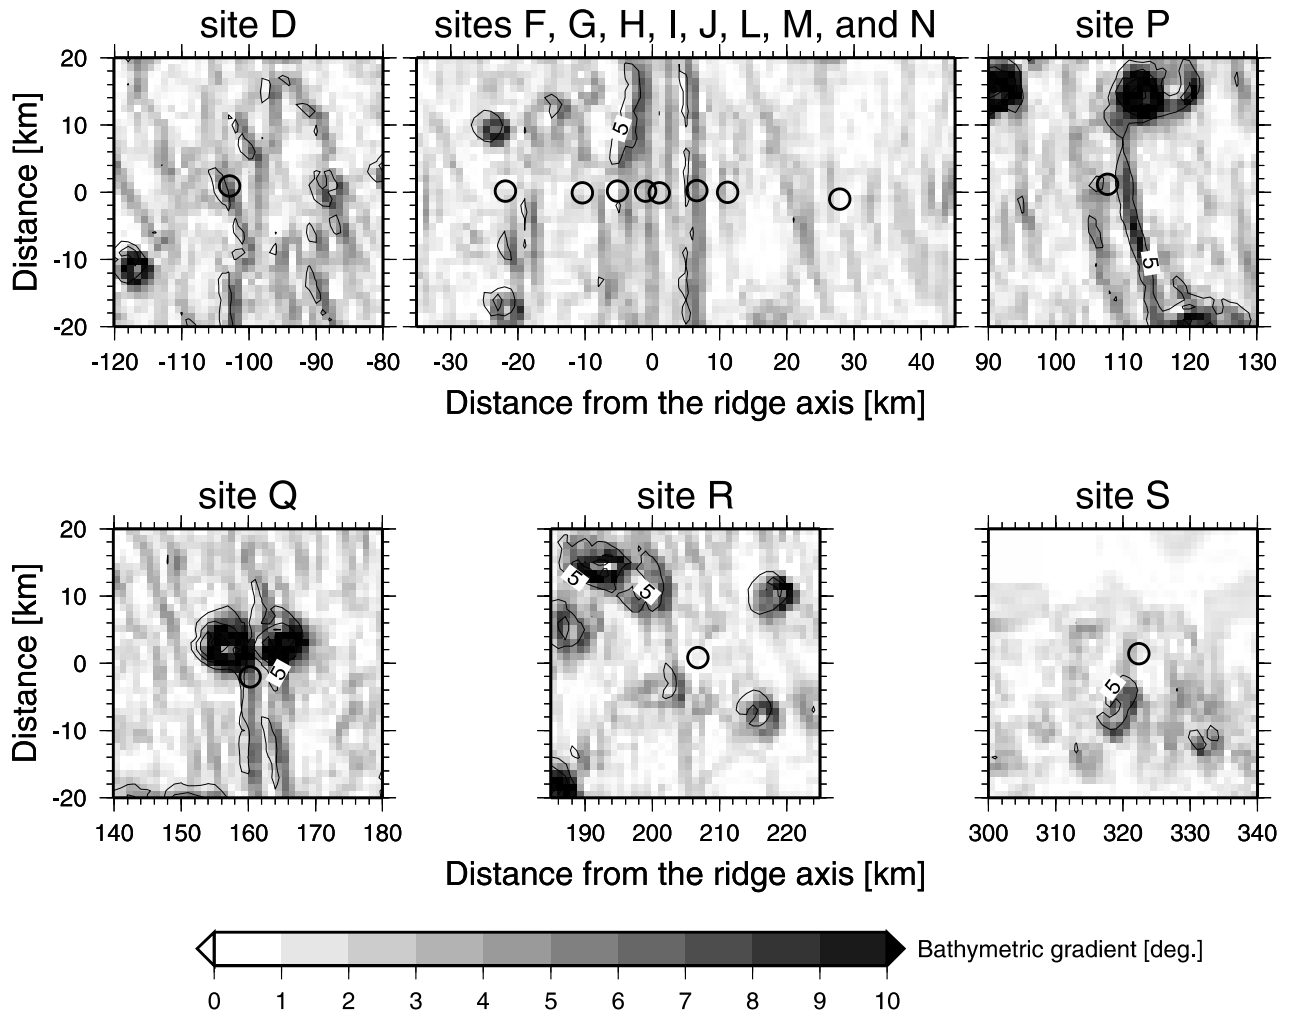 site D
sites F, G, H, I, J, L, M, and N
site P
Distance [km]
20
10
0
-10
-20
5
5
-120 -110 -100 -90 -80
-30 -20 -10 0 10 20 30 40
90 100 110 120 130
Distance from the ridge axis [km]
site Q
site R
site S
Distance [km]
20
10
0
-10
-20
5
5
5
5
140 150 160 170 180
190 200 210 220
300 310 320 330 340
Distance from the ridge axis [km]
Bathymetric gradient [deg.]
0 1 2 3 4 5 6 7 8 9 10